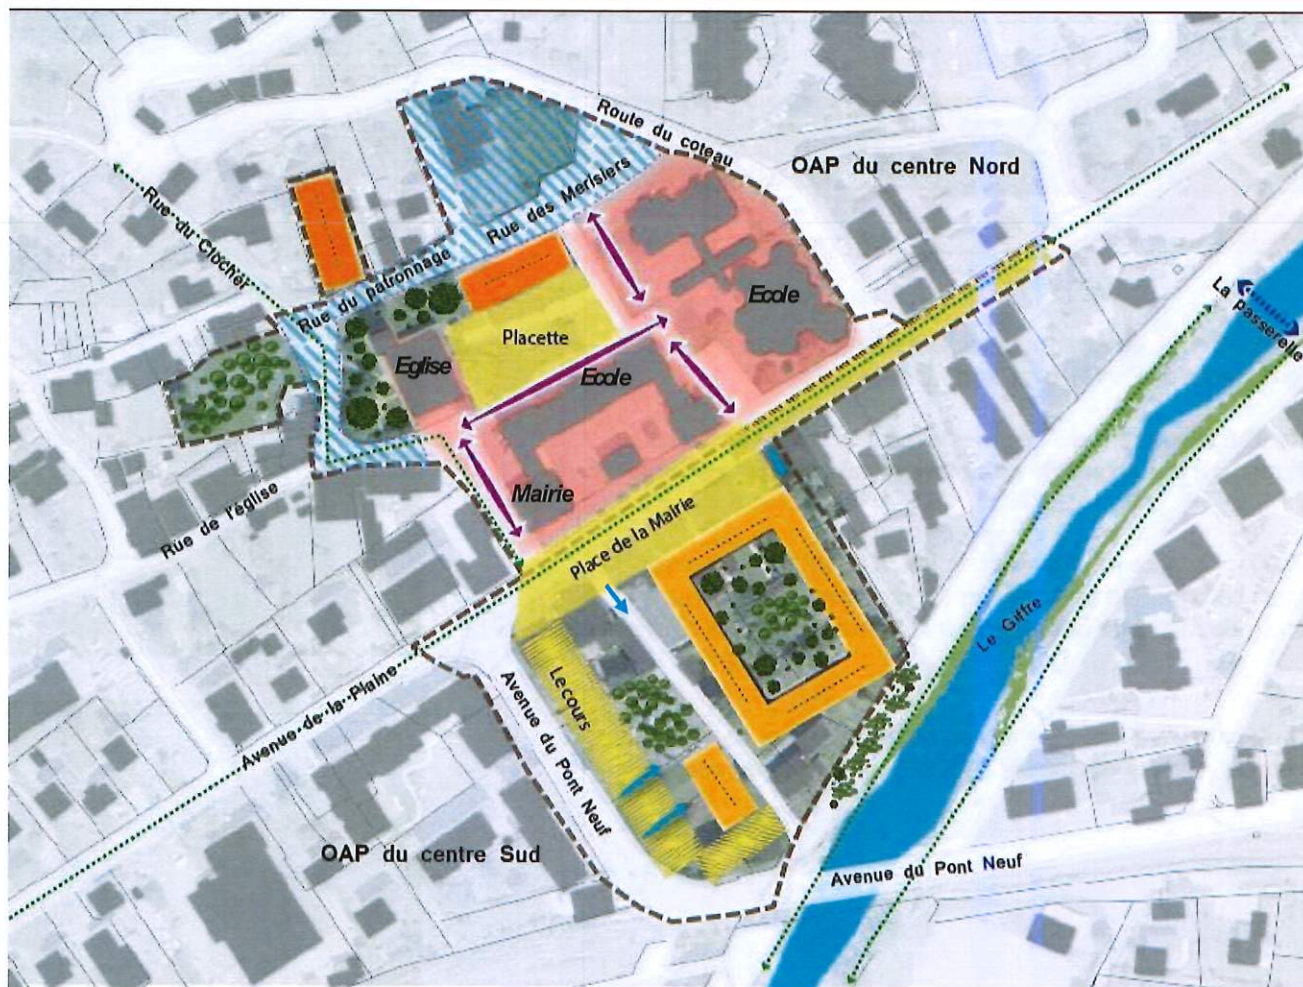 Route du coteau
OAP du centre Nord
Rue des Merisiers
Rue du Clocher
Rue du patronnage
La passerelle
Ecole
Placette
Eglise
Ecole
Mairie
Rue de l'église
Place de la Mairie
Le Giffre
Le cours
Avenue-de-la-Plaine
Avenue du Pont Neuf
OAP du centre Sud
Avenue du Pont Neuf